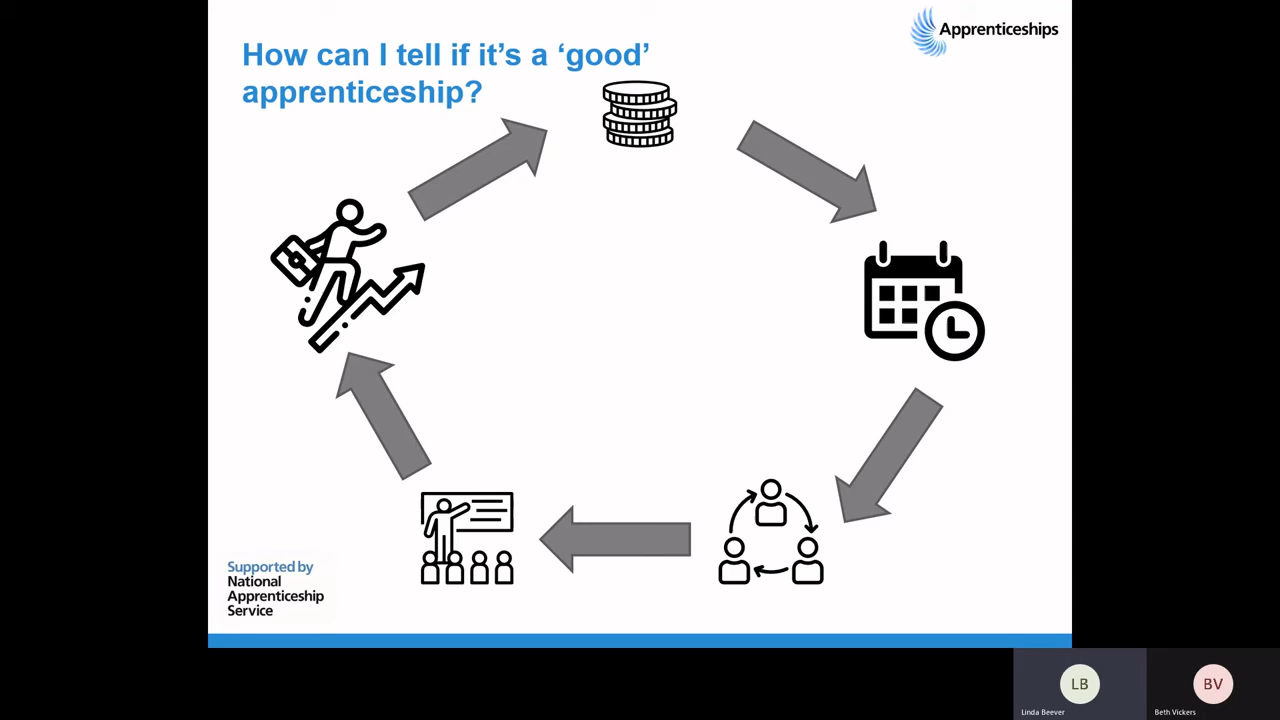 How can I tell if it's a ‘good’
apprenticeship?
Apprenticeships
Supported by
National
Apprenticeship
Service
LB
BV
Linda Beever
Beth Vickers